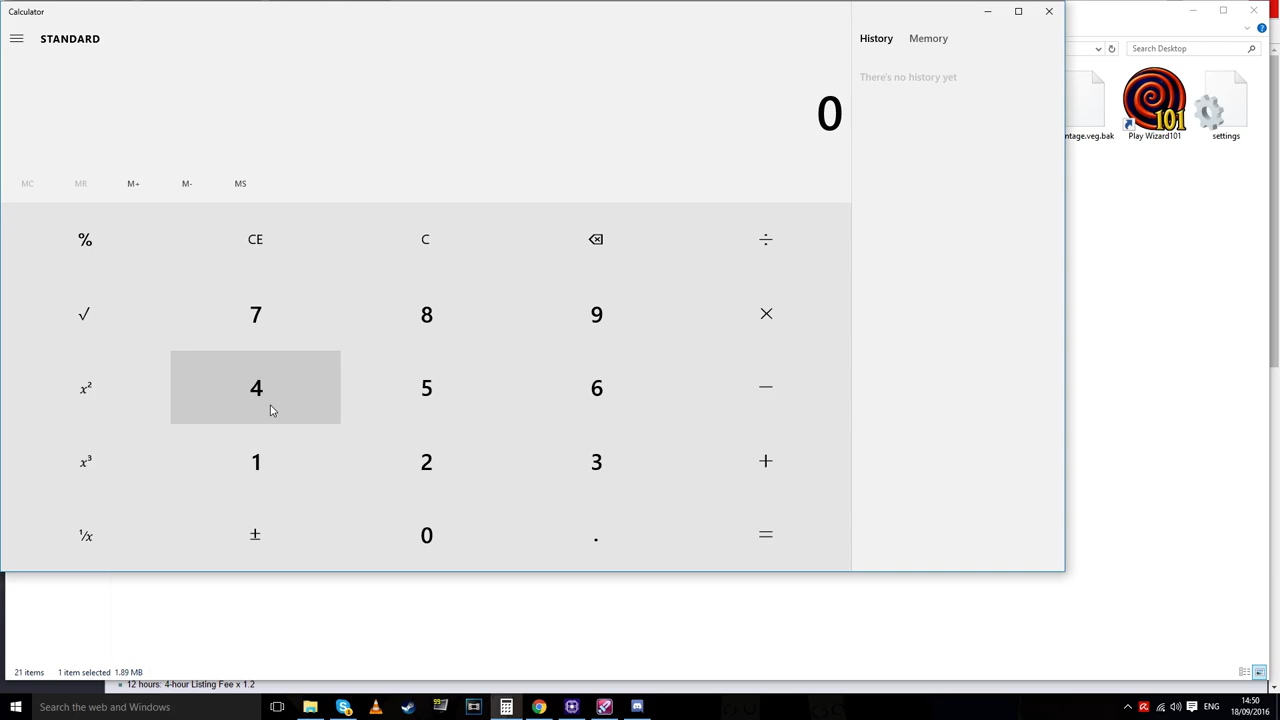 Calculator
STANDARD
History Memory
There's no history yet
0
MC MR M+ M- MS
% CE C ÷
√ 7 8 9 ×
x² 4 5 6 −
x³ 1 2 3 +
¹/x ± 0 . =
Search Desktop
101
ntage.veg.bak Play Wizard101 settings
21 items 1 item selected 1.89 MB
12 hours: 4-hour Listing Fee x 1.2
Search the web and Windows
ENG
14:50
18/09/2016